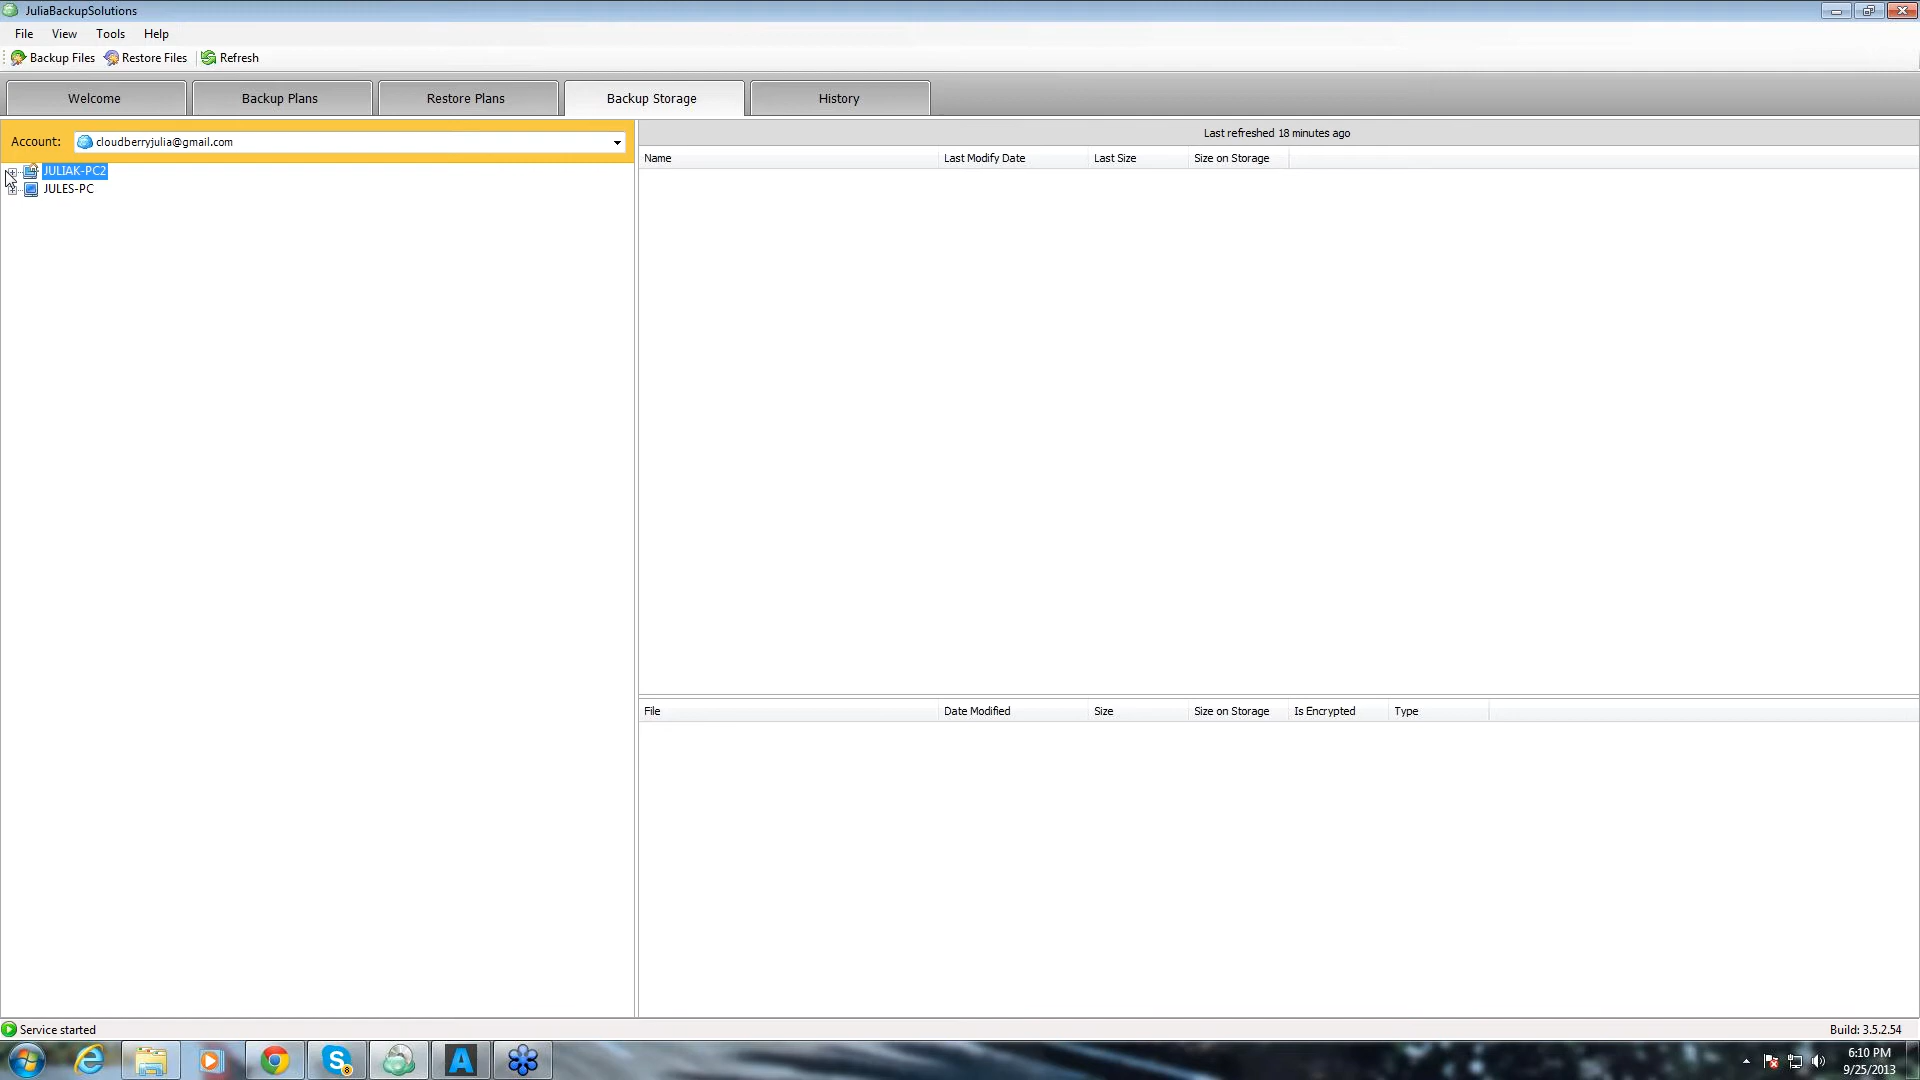 JuliaBackupSolutions
File View Tools Help
Backup Files Restore Files Refresh
Welcome Backup Plans Restore Plans Backup Storage History
Account: cloudberryjulia@gmail.com
Last refreshed 18 minutes ago
Name Last Modify Date Last Size Size on Storage
JULIAK-PC2
JULES-PC
File Date Modified Size Size on Storage Is Encrypted Type
Service started
Build: 3.5.2.54
8
6:10 PM
9/25/2013